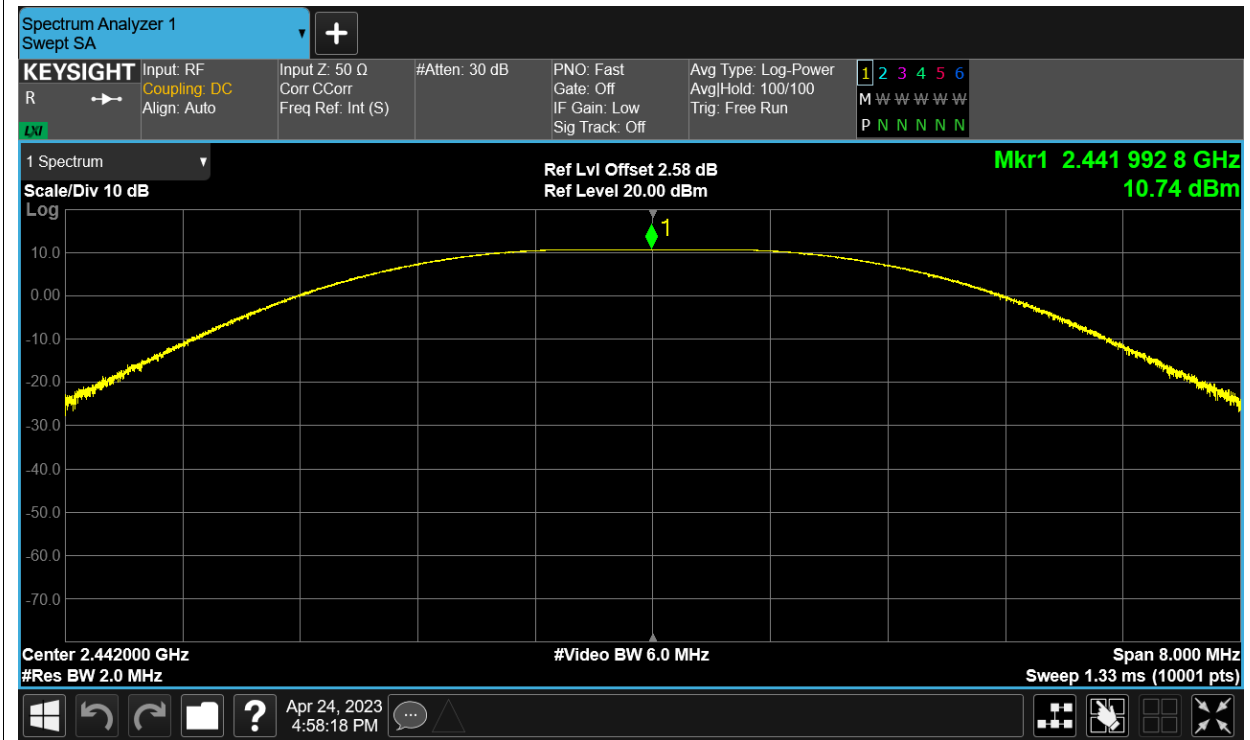 Spectrum Analyzer 1
Swept SA
KEYSIGHT
R
LXI
Input: RF
Coupling: DC
Align: Auto
Input Z: 50 Ω
Corr CCorr
Freq Ref: Int (S)
#Atten: 30 dB
PNO: Fast
Gate: Off
IF Gain: Low
Sig Track: Off
Avg Type: Log-Power
Avg|Hold: 100/100
Trig: Free Run
1 2 3 4 5 6
M W W W W W
P N N N N N
1 Spectrum
Scale/Div 10 dB
Log
Ref Lvl Offset 2.58 dB
Ref Level 20.00 dBm
Mkr1 2.441 992 8 GHz
10.74 dBm
1
10.0
0.00
-10.0
-20.0
-30.0
-40.0
-50.0
-60.0
-70.0
Center 2.442000 GHz
#Res BW 2.0 MHz
#Video BW 6.0 MHz
Span 8.000 MHz
Sweep 1.33 ms (10001 pts)
?
Apr 24, 2023
4:58:18 PM